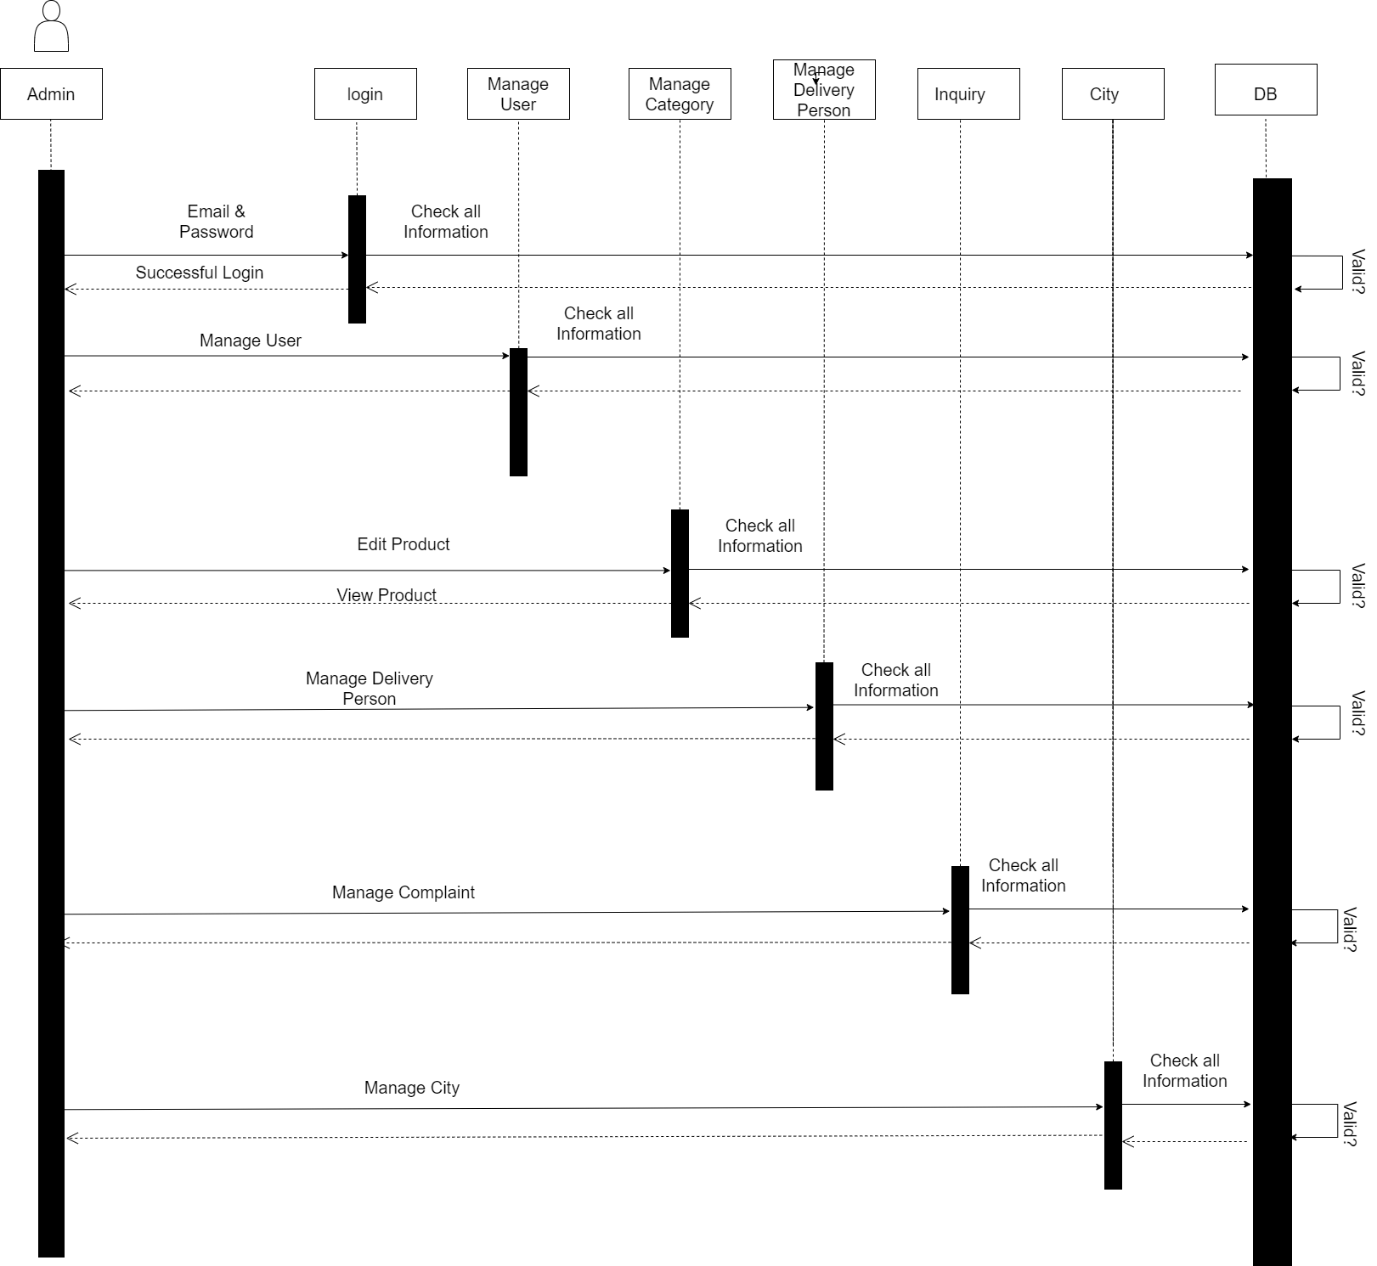 Admin
login
Manage
User
Manage
Category
Manage
Delivery
Person
Inquiry
City
DB
Email &
Password
Check all
Information
Valid?
Successful Login
Check all
Information
Manage User
Valid?
Check all
Information
Edit Product
Valid?
View Product
Check all
Information
Manage Delivery
Person
Valid?
Check all
Information
Manage Complaint
Valid?
Check all
Information
Manage City
Valid?